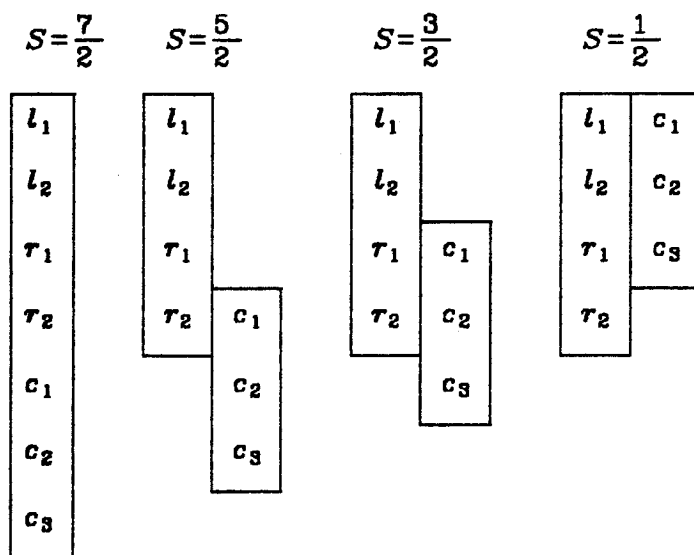 S=7/2 S=5/2 S=3/2 S=1/2
l₁ l₁ l₁ l₁ c₁
l₂ l₂ l₂ l₂ c₂
r₁ r₁ r₁ c₁ r₁ c₃
r₂ r₂ c₁ r₂ c₂ r₂
c₁ c₂ c₃
c₂ c₃
c₃